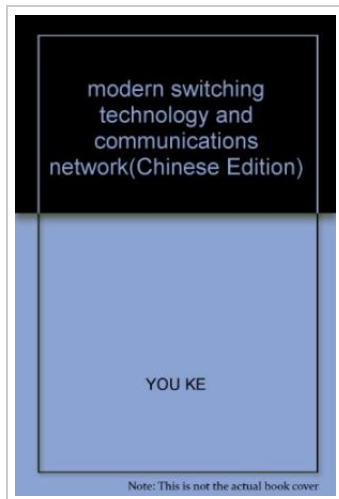 modern switching
technology and
communications
network(Chinese Edition)
YOU KE
Note: This is not the actual book cover